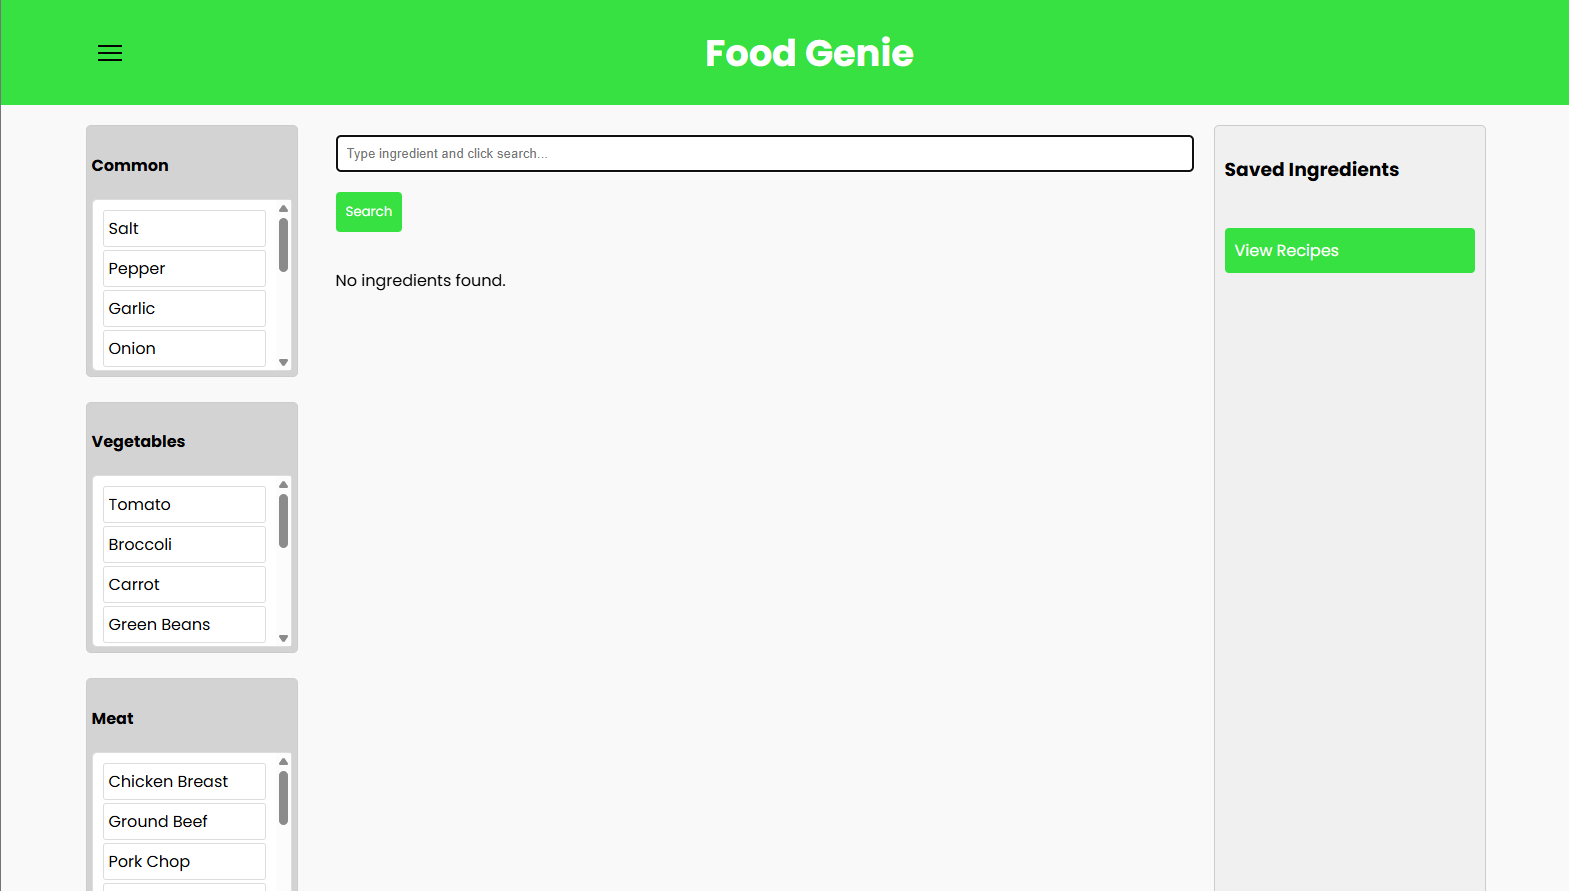 Food Genie
Common
Salt
Pepper
Garlic
Onion
Vegetables
Tomato
Broccoli
Carrot
Green Beans
Meat
Chicken Breast
Ground Beef
Pork Chop
Type ingredient and click search...
Search
No ingredients found.
Saved Ingredients
View Recipes